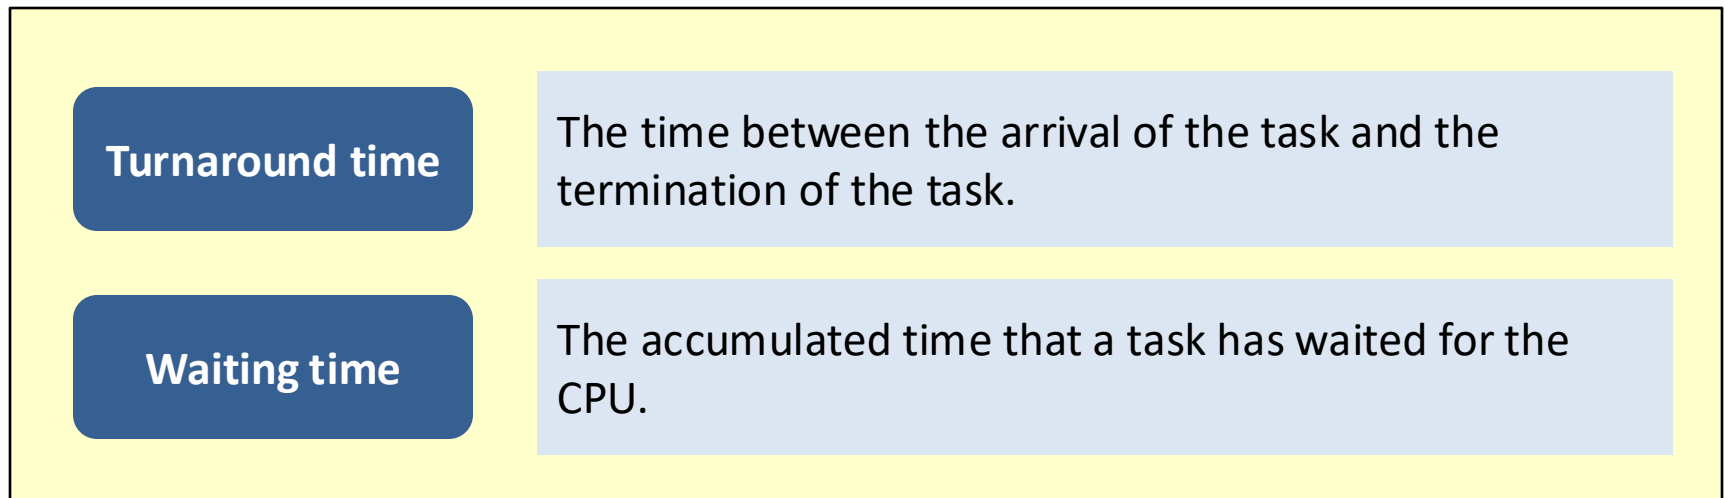 Turnaround time
The time between the arrival of the task and the
termination of the task.
Waiting time
The accumulated time that a task has waited for the
CPU.